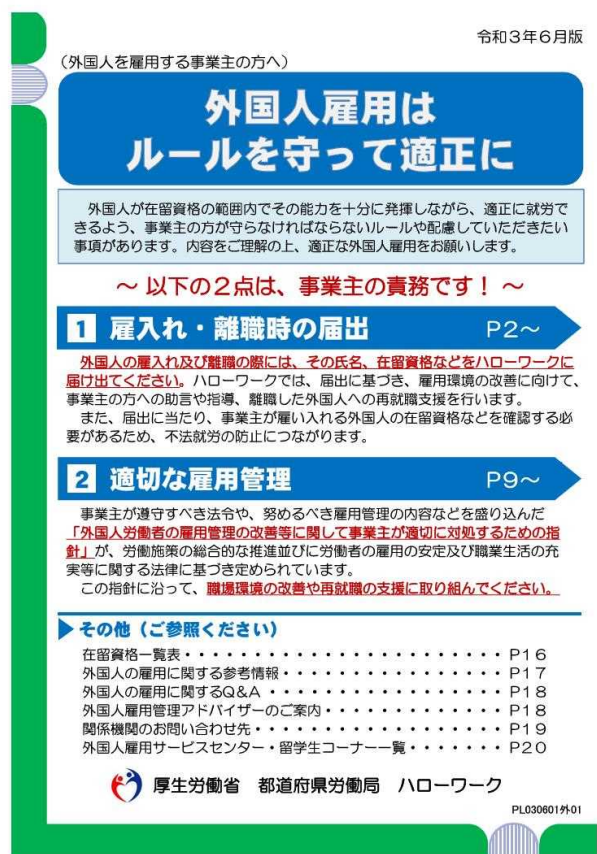 令和3年6月版
（外国人を雇用する事業主の方へ）
外国人雇用は
ルールを守って適正に
外国人が在留資格の範囲内でその能力を十分に発揮しながら、適正に就労で
きるよう、事業主の方が守らなければならないルールや配慮していただきたい
事項があります。内容をご理解の上、適正な外国人雇用をお願いします。
～ 以下の2点は、事業主の責務です！ ～
1 雇入れ・離職時の届出 P2～
外国人の雇入れ及び離職の際には、その氏名、在留資格などをハローワークに
届け出てください。ハローワークでは、届出に基づき、雇用環境の改善に向けて、
事業主の方への助言や指導、離職した外国人への再就職支援を行います。
また、届出に当たり、事業主が雇い入れる外国人の在留資格などを確認する必
要があるため、不法就労の防止につながります。
2 適切な雇用管理 P9～
事業主が遵守すべき法令や、努めるべき雇用管理の内容などを盛り込んだ
「外国人労働者の雇用管理の改善等に関して事業主が適切に対処するための指
針」が、労働施策の総合的な推進並びに労働者の雇用の安定及び職業生活の充
実等に関する法律に基づき定められています。
この指針に沿って、職場環境の改善や再就職の支援に取り組んでください。
その他（ご参照ください）
在留資格一覧表・・・・・・・・・・・・・・・・・・・・・・・・ P16
外国人の雇用に関する参考情報・・・・・・・・・・・・・・・・・ P17
外国人の雇用に関するQ&A ・・・・・・・・・・・・・・・・・・ P18
外国人雇用管理アドバイザーのご案内・・・・・・・・・・・・・・ P18
関係機関のお問い合わせ先・・・・・・・・・・・・・・・・・・・ P19
外国人雇用サービスセンター・留学生コーナー一覧・・・・・・・ P20
厚生労働省 都道府県労働局 ハローワーク
PL030601外01